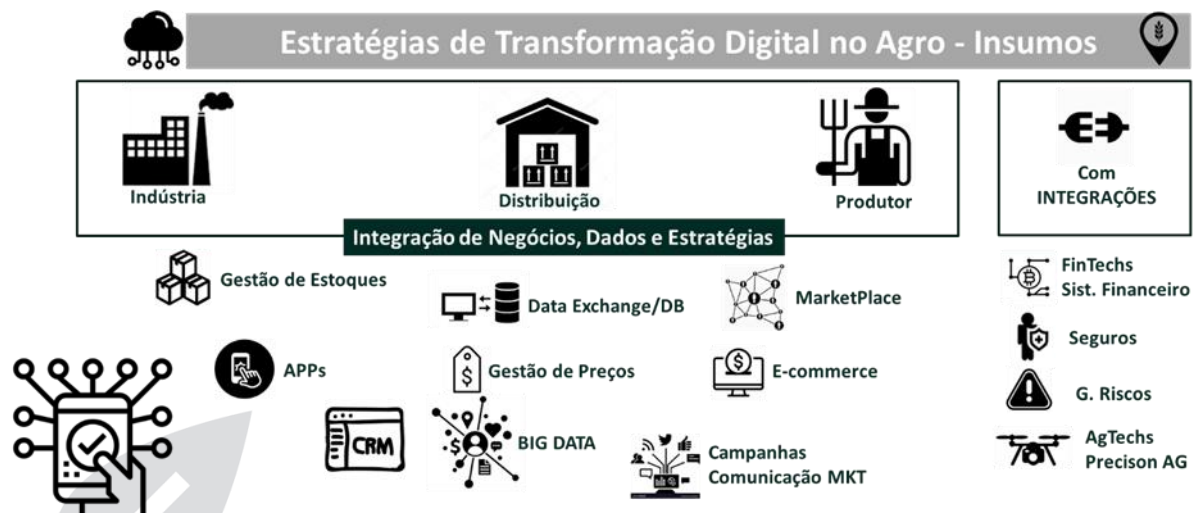 Estratégias de Transformação Digital no Agro - Insumos
Indústria
Distribuição
Produtor
Com
INTEGRAÇÕES
Integração de Negócios, Dados e Estratégias
Gestão de Estoques
Data Exchange/DB
MarketPlace
FinTechs
Sist. Financeiro
APPs
Gestão de Preços
E-commerce
Seguros
G. Riscos
CRM
BIG DATA
Campanhas
Comunicação MKT
AgTechs
Precison AG